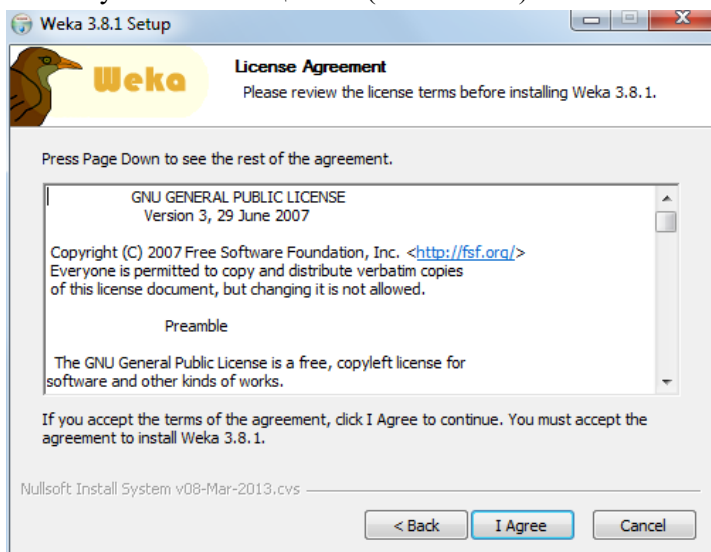 Weka 3.8.1 Setup
Weka
License Agreement
Please review the license terms before installing Weka 3.8.1.
Press Page Down to see the rest of the agreement.
GNU GENERAL PUBLIC LICENSE
Version 3, 29 June 2007
Copyright (C) 2007 Free Software Foundation, Inc. <http://fsf.org/>
Everyone is permitted to copy and distribute verbatim copies
of this license document, but changing it is not allowed.
Preamble
The GNU General Public License is a free, copyleft license for
software and other kinds of works.
If you accept the terms of the agreement, click I Agree to continue. You must accept the
agreement to install Weka 3.8.1.
Nullsoft Install System v08-Mar-2013.cvs
< Back I Agree Cancel